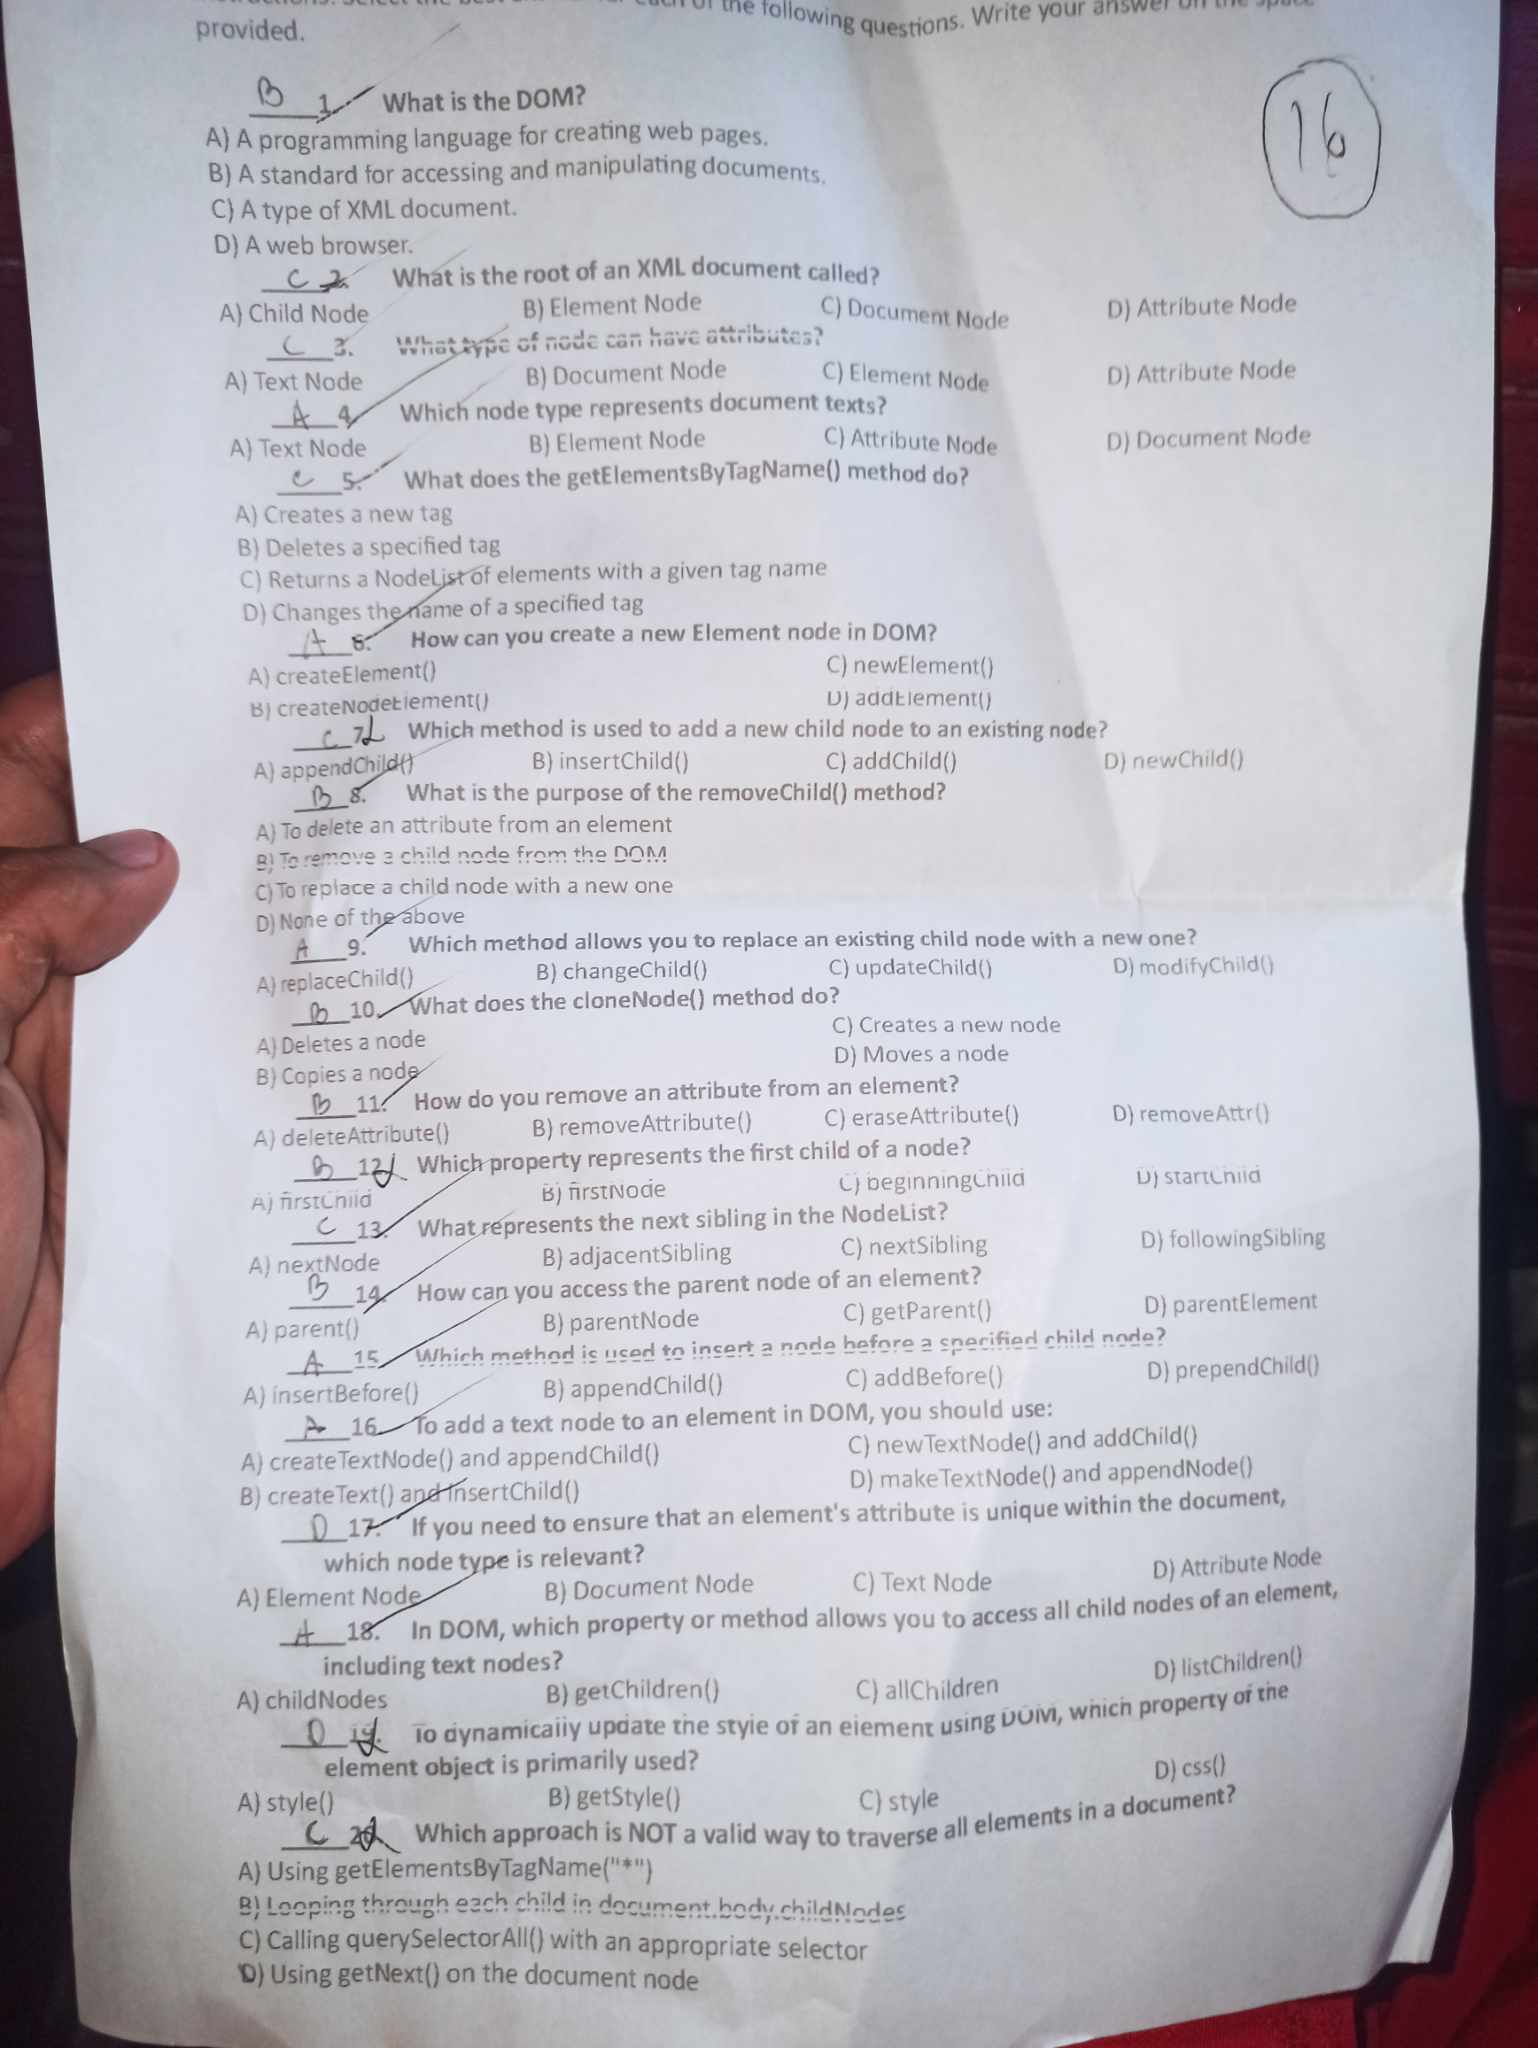 the following questions. Write your answer on the space
provided.
16
B 1. What is the DOM?
A) A programming language for creating web pages.
B) A standard for accessing and manipulating documents.
C) A type of XML document.
D) A web browser.
C 2. What is the root of an XML document called?
A) Child Node B) Element Node C) Document Node D) Attribute Node
C 3. What type of node can have attributes?
A) Text Node B) Document Node C) Element Node D) Attribute Node
A 4. Which node type represents document texts?
A) Text Node B) Element Node C) Attribute Node D) Document Node
C 5. What does the getElementsByTagName() method do?
A) Creates a new tag
B) Deletes a specified tag
C) Returns a NodeList of elements with a given tag name
D) Changes the name of a specified tag
A 6. How can you create a new Element node in DOM?
A) createElement() C) newElement()
B) createNodeElement() D) addElement()
C 7. Which method is used to add a new child node to an existing node?
A) appendChild() B) insertChild() C) addChild() D) newChild()
B 8. What is the purpose of the removeChild() method?
A) To delete an attribute from an element
B) To remove a child node from the DOM
C) To replace a child node with a new one
D) None of the above
A 9. Which method allows you to replace an existing child node with a new one?
A) replaceChild() B) changeChild() C) updateChild() D) modifyChild()
B 10. What does the cloneNode() method do?
A) Deletes a node C) Creates a new node
B) Copies a node D) Moves a node
B 11. How do you remove an attribute from an element?
A) deleteAttribute() B) removeAttribute() C) eraseAttribute() D) removeAttr()
B 12. Which property represents the first child of a node?
A) firstChild B) firstNode C) beginningChild D) startChild
C 13. What represents the next sibling in the NodeList?
A) nextNode B) adjacentSibling C) nextSibling D) followingSibling
B 14. How can you access the parent node of an element?
A) parent() B) parentNode C) getParent() D) parentElement
A 15. Which method is used to insert a node before a specified child node?
A) insertBefore() B) appendChild() C) addBefore() D) prependChild()
A 16. To add a text node to an element in DOM, you should use:
A) createTextNode() and appendChild() C) newTextNode() and addChild()
B) createText() and insertChild() D) makeTextNode() and appendNode()
D 17. If you need to ensure that an element's attribute is unique within the document,
which node type is relevant?
A) Element Node B) Document Node C) Text Node D) Attribute Node
A 18. In DOM, which property or method allows you to access all child nodes of an element,
including text nodes?
A) childNodes B) getChildren() C) allChildren D) listChildren()
D 19. To dynamically update the style of an element using DOM, which property of the
element object is primarily used?
A) style() B) getStyle() C) style D) css()
C 20. Which approach is NOT a valid way to traverse all elements in a document?
A) Using getElementsByTagName("*")
B) Looping through each child in document.body.childNodes
C) Calling querySelectorAll() with an appropriate selector
D) Using getNext() on the document node